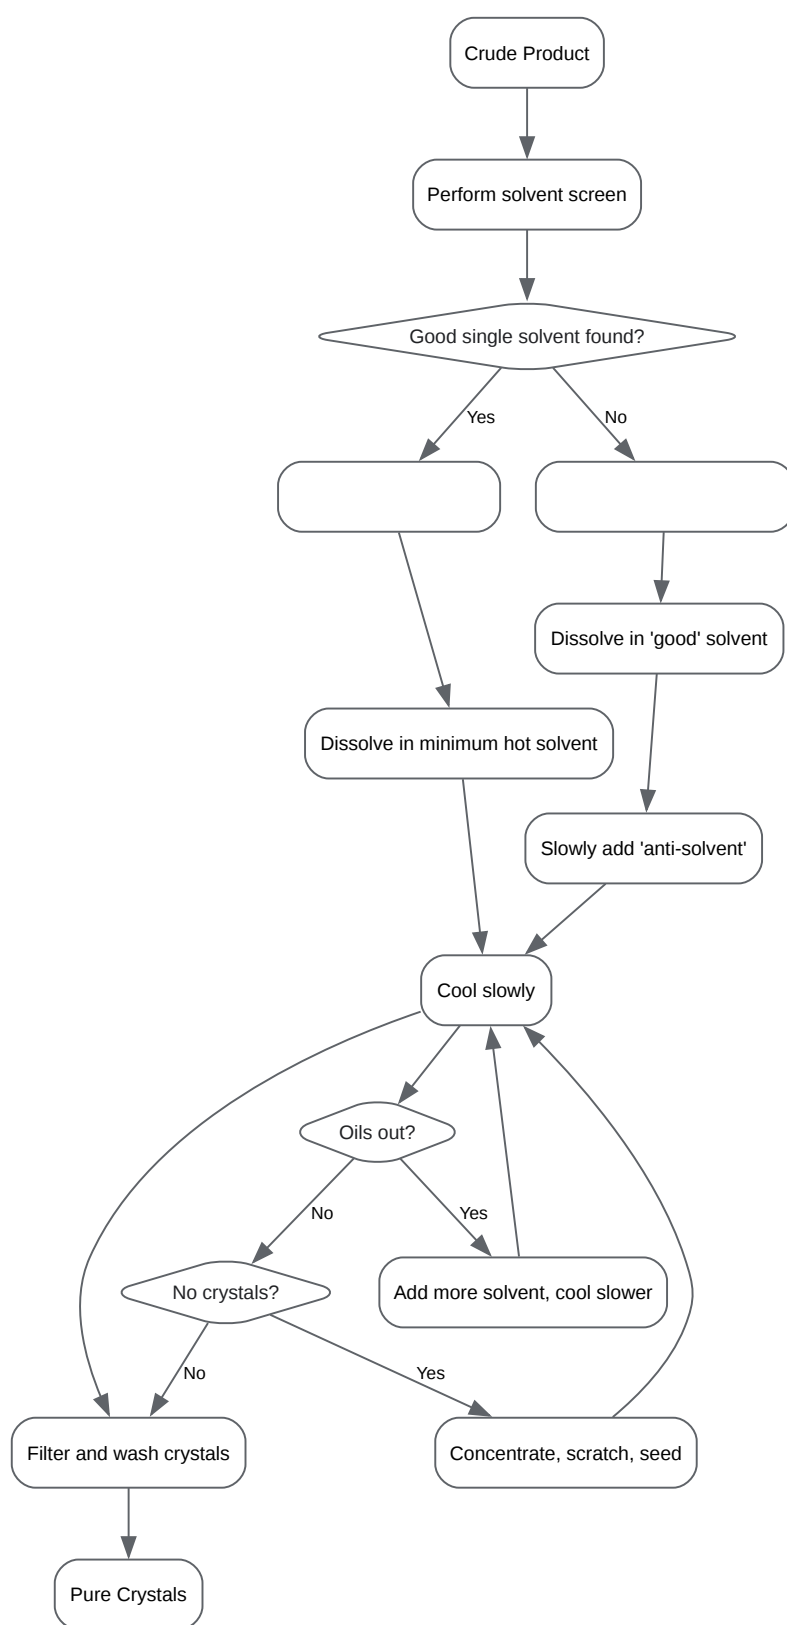 Crude Product
Perform solvent screen
Good single solvent found?
Yes
No
Dissolve in 'good' solvent
Dissolve in minimum hot solvent
Slowly add 'anti-solvent'
Cool slowly
Oils out?
No
Yes
No crystals?
Add more solvent, cool slower
No
Yes
Filter and wash crystals
Concentrate, scratch, seed
Pure Crystals